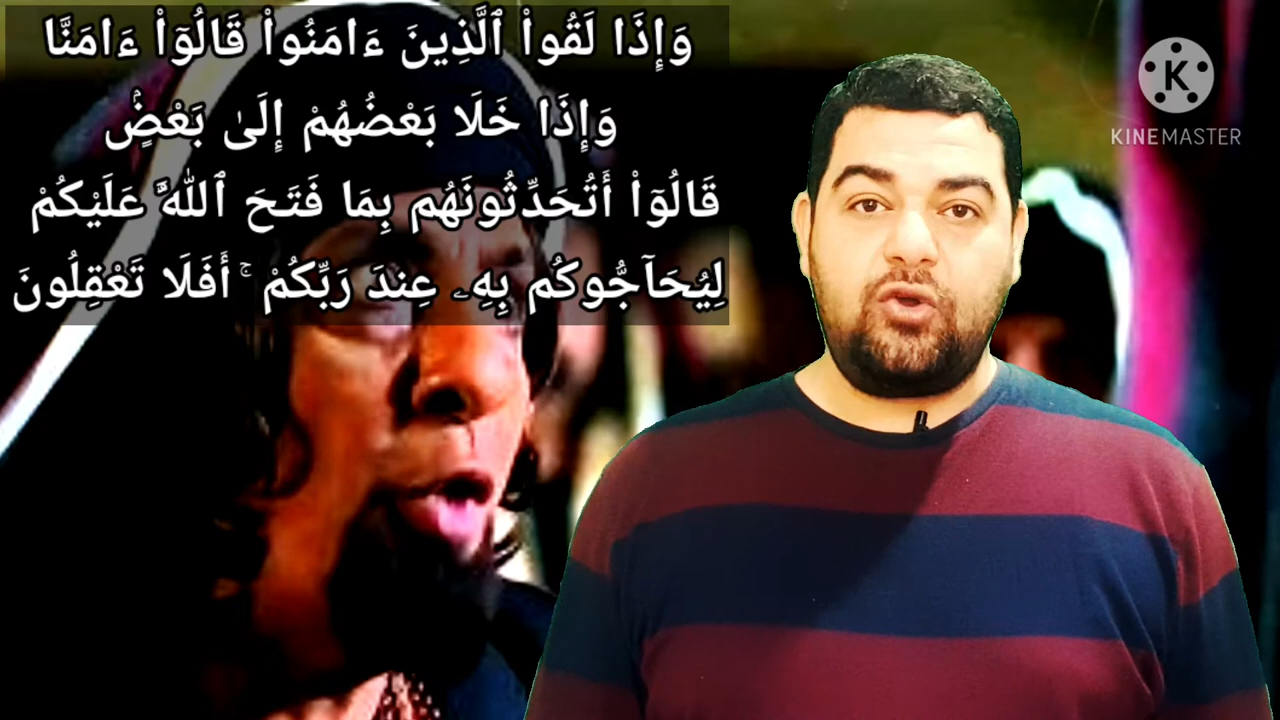 وَإِذَا لَقُوا۟ ٱلَّذِينَ ءَامَنُوا۟ قَالُوٓا۟ ءَامَنَّا
وَإِذَا خَلَا بَعْضُهُمْ إِلَىٰ بَعْضٍۢ
قَالُوٓا۟ أَتُحَدِّثُونَهُم بِمَا فَتَحَ ٱللَّهُ عَلَيْكُمْ
لِيُحَآجُّوكُم بِهِۦ عِندَ رَبِّكُمْ ۚ أَفَلَا تَعْقِلُونَ
KINEMASTER